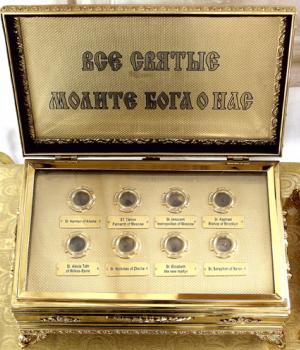 ВСЕ СВЯТЫЕ
МОЛИТЕ БОГА О НАС
St. Herman of Alaska
ST. Tikhon
Patriarch of Moscow
St. Innocent
metropolitan of Moscow
St. Raphael
Bishop of Brooklyn
St. Alexis Toth
of Wilkes-Barre
St. Nicholas of Zhicha
St. Elizabeth
the new martyr
St. Seraphim of Sarov